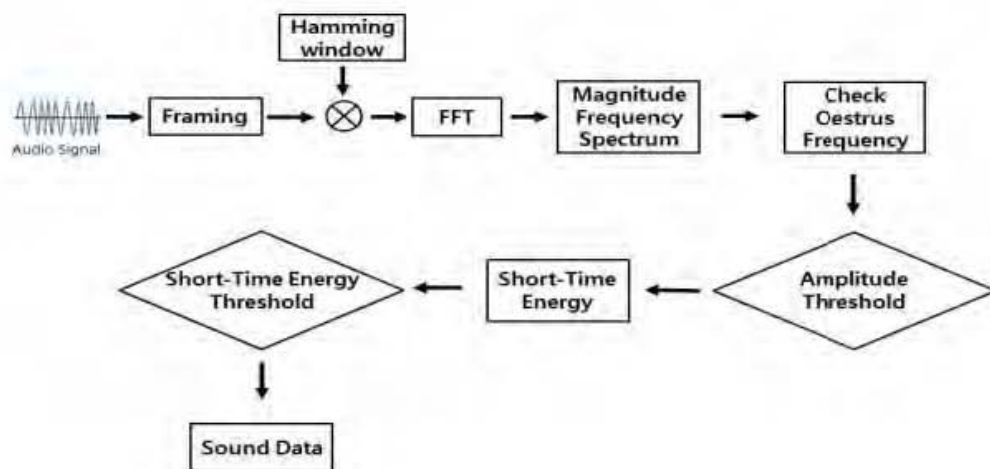 Hamming
window
Audio Signal
Framing
FFT
Magnitude
Frequency
Spectrum
Check
Oestrus
Frequency
Short-Time Energy
Threshold
Short-Time
Energy
Amplitude
Threshold
Sound Data